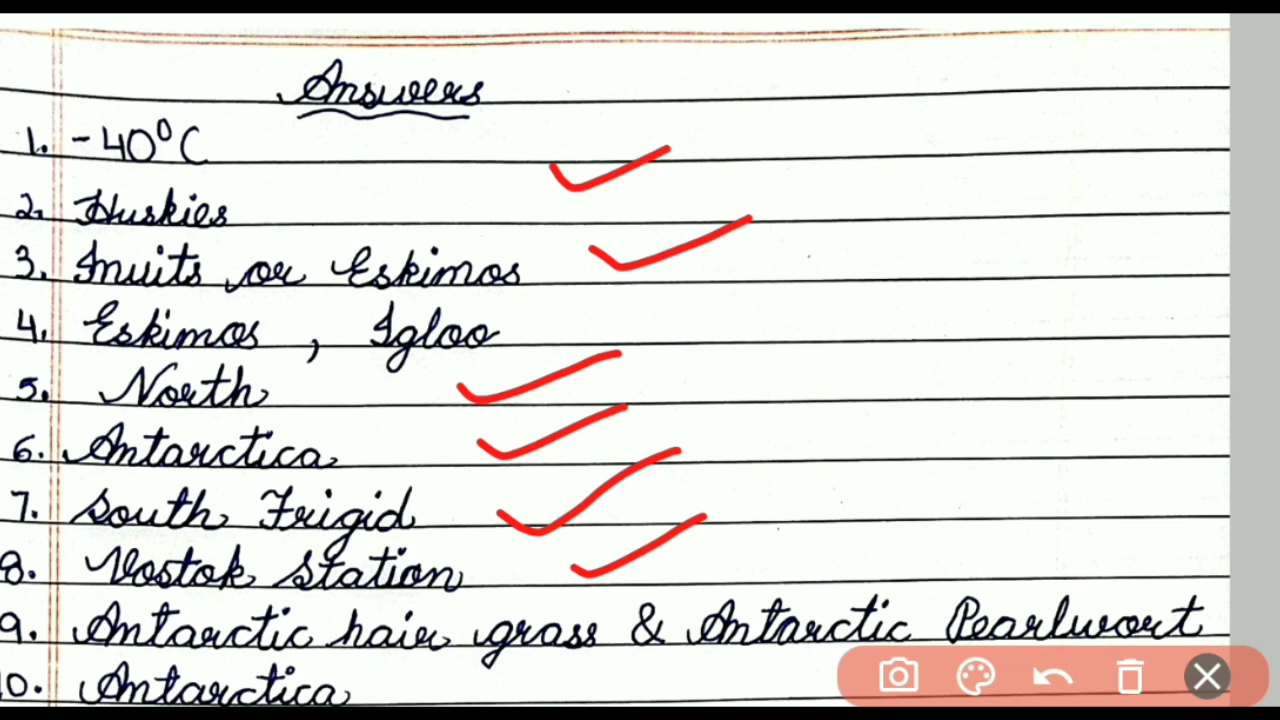 Answers
1. -40°C
2. Huskies
3. Inuits or Eskimos
4. Eskimos, Igloo
5. North
6. Antarctica
7. South Frigid
8. Vostok Station
9. Antarctic hair grass & Antarctic Pearlwort
10. Antarctica